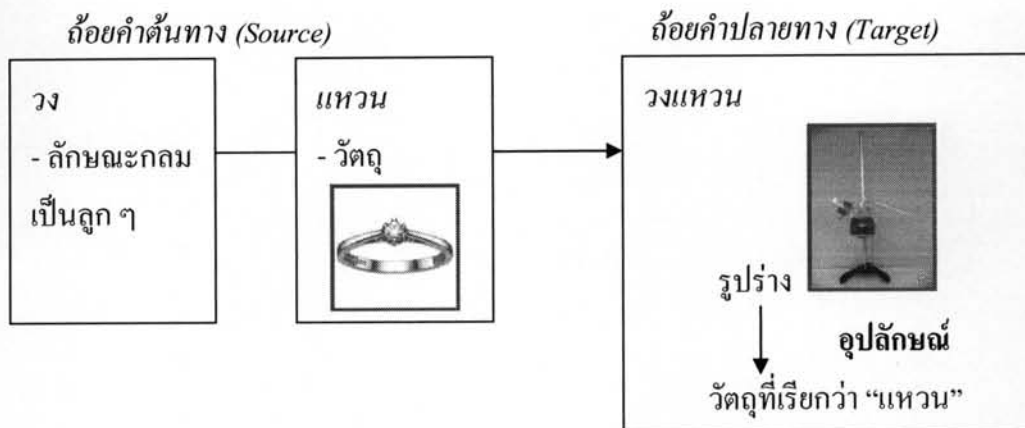 ถ้อยคำต้นทาง (Source)
ถ้อยคำปลายทาง (Target)
วง
- ลักษณะกลม
เป็นลูก ๆ
แหวน
- วัตถุ
วงแหวน
รูปร่าง
อุปลักษณ์
วัตถุที่เรียกว่า “แหวน”